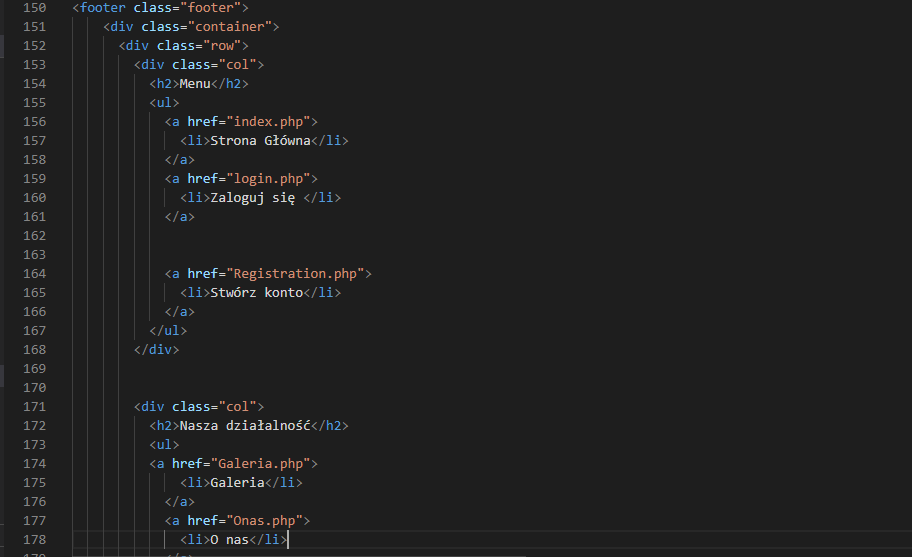 150 <footer class="footer">
151 <div class="container">
152 <div class="row">
153 <div class="col">
154 <h2>Menu</h2>
155 <ul>
156 <a href="index.php">
157 <li>Strona Główna</li>
158 </a>
159 <a href="login.php">
160 <li>Zaloguj się </li>
161 </a>
162
163
164 <a href="Registration.php">
165 <li>Stwórz konto</li>
166 </a>
167 </ul>
168 </div>
169
170
171 <div class="col">
172 <h2>Nasza działalność</h2>
173 <ul>
174 <a href="Galeria.php">
175 <li>Galeria</li>
176 </a>
177 <a href="Onas.php">
178 <li>O nas</li>